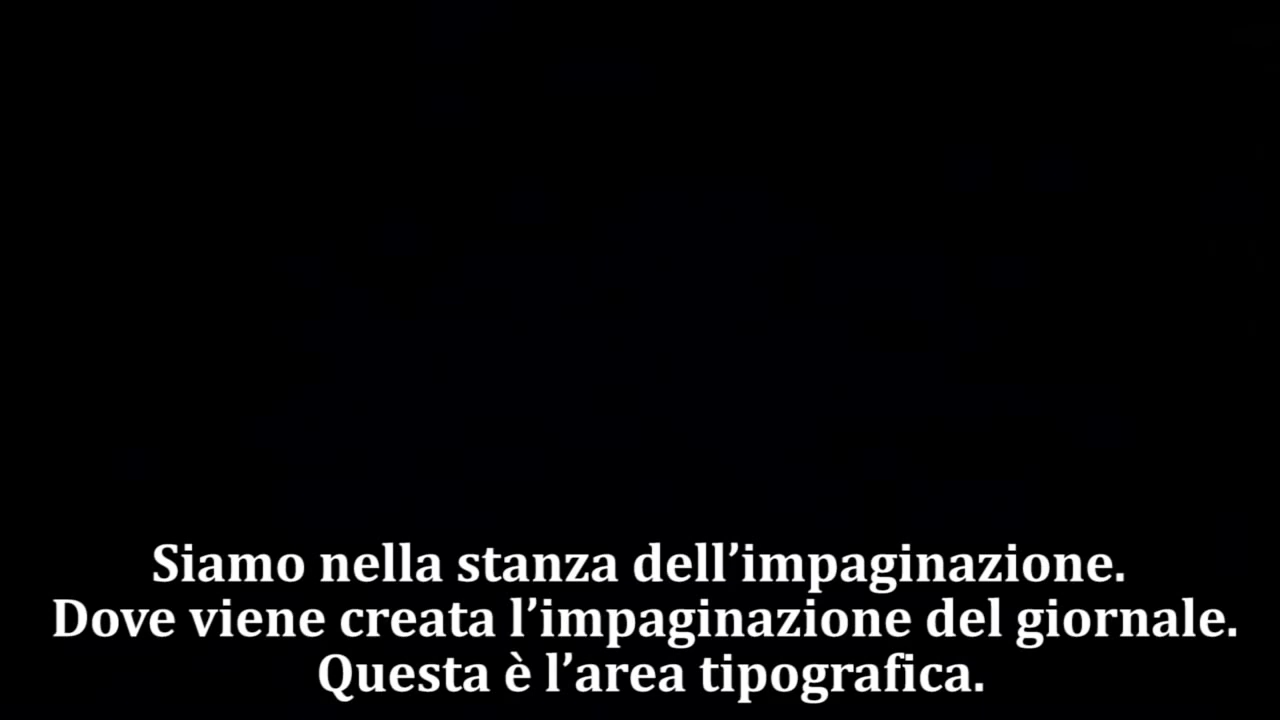 Siamo nella stanza dell’impaginazione.
Dove viene creata l’impaginazione del giornale.
Questa è l’area tipografica.